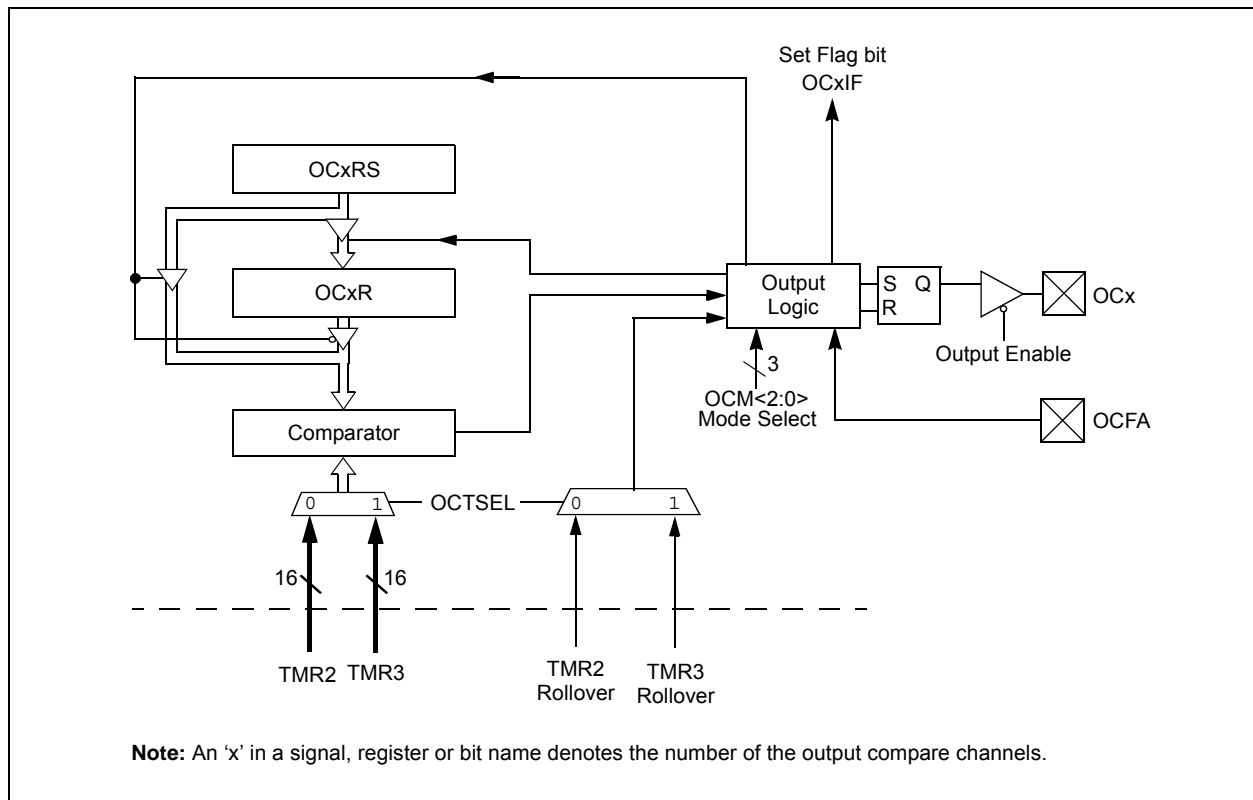 Set Flag bit
OCxIF
OCxRS
OCxR
Output
Logic
S Q
R
OCx
Output Enable
3
OCM<2:0>
Mode Select
OCFA
Comparator
0 1
OCTSEL
0 1
16
16
TMR2
TMR3
TMR2
Rollover
TMR3
Rollover
Note: An ‘x’ in a signal, register or bit name denotes the number of the output compare channels.